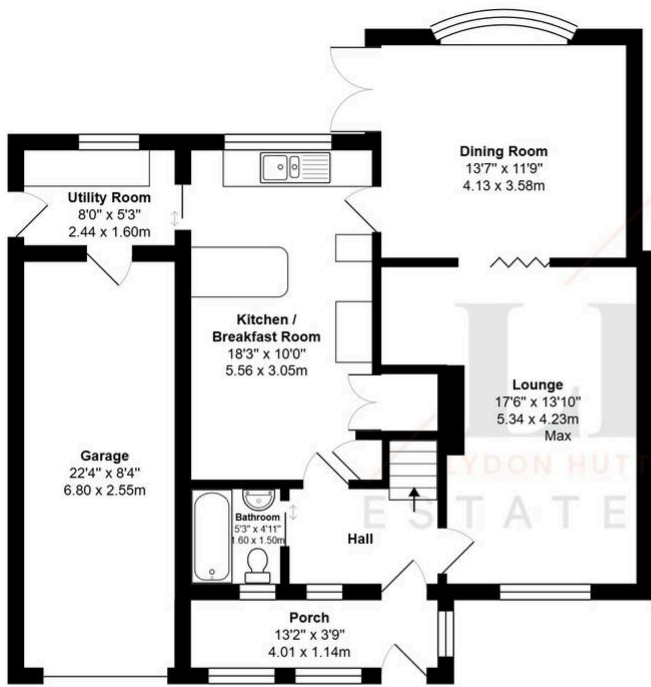 Dining Room
13'7" x 11'9"
4.13 x 3.58m
Utility Room
8'0" x 5'3"
2.44 x 1.60m
Kitchen /
Breakfast Room
18'3" x 10'0"
5.56 x 3.05m
Lounge
17'6" x 13'10"
5.34 x 4.23m
Max
LYDON HUTT
ESTATE
Garage
22'4" x 8'4"
6.80 x 2.55m
Bathroom
5'3" x 4'11"
1.60 x 1.50m
Hall
Porch
13'2" x 3'9"
4.01 x 1.14m